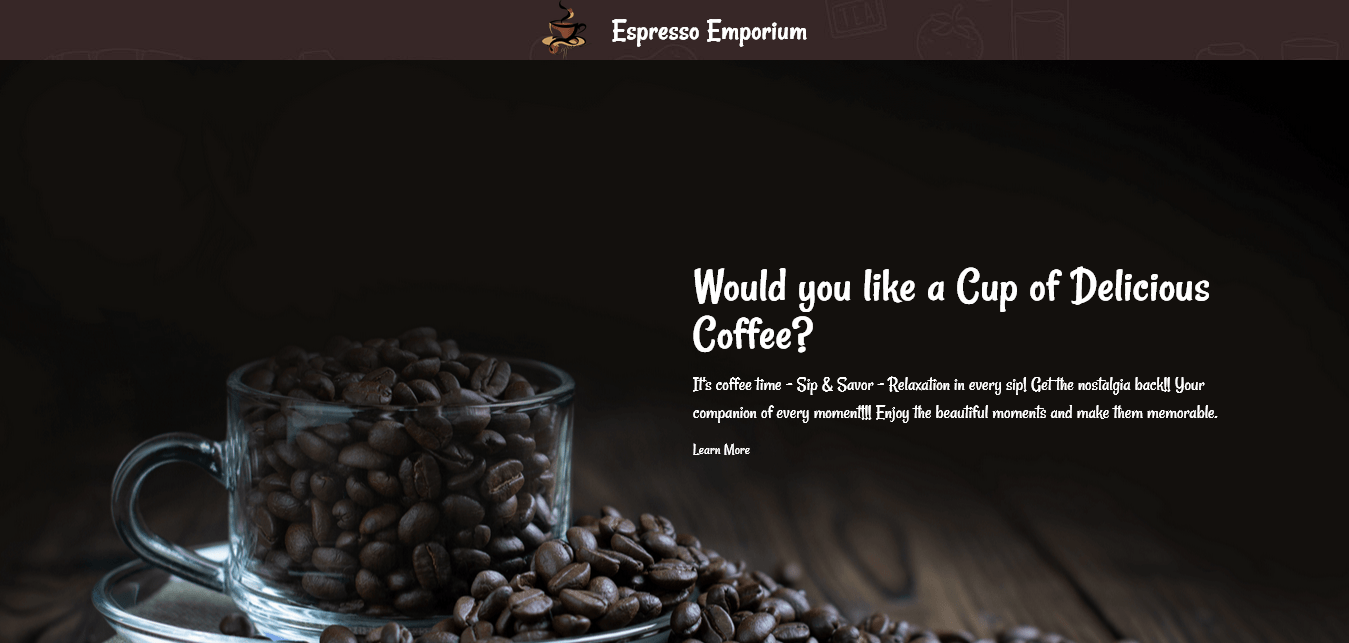 TEA
Espresso Emporium
Would you like a Cup of Delicious
Coffee?
It's coffee time - Sip & Savor - Relaxation in every sip! Get the nostalgia back!! Your
companion of every moment!!! Enjoy the beautiful moments and make them memorable.
Learn More